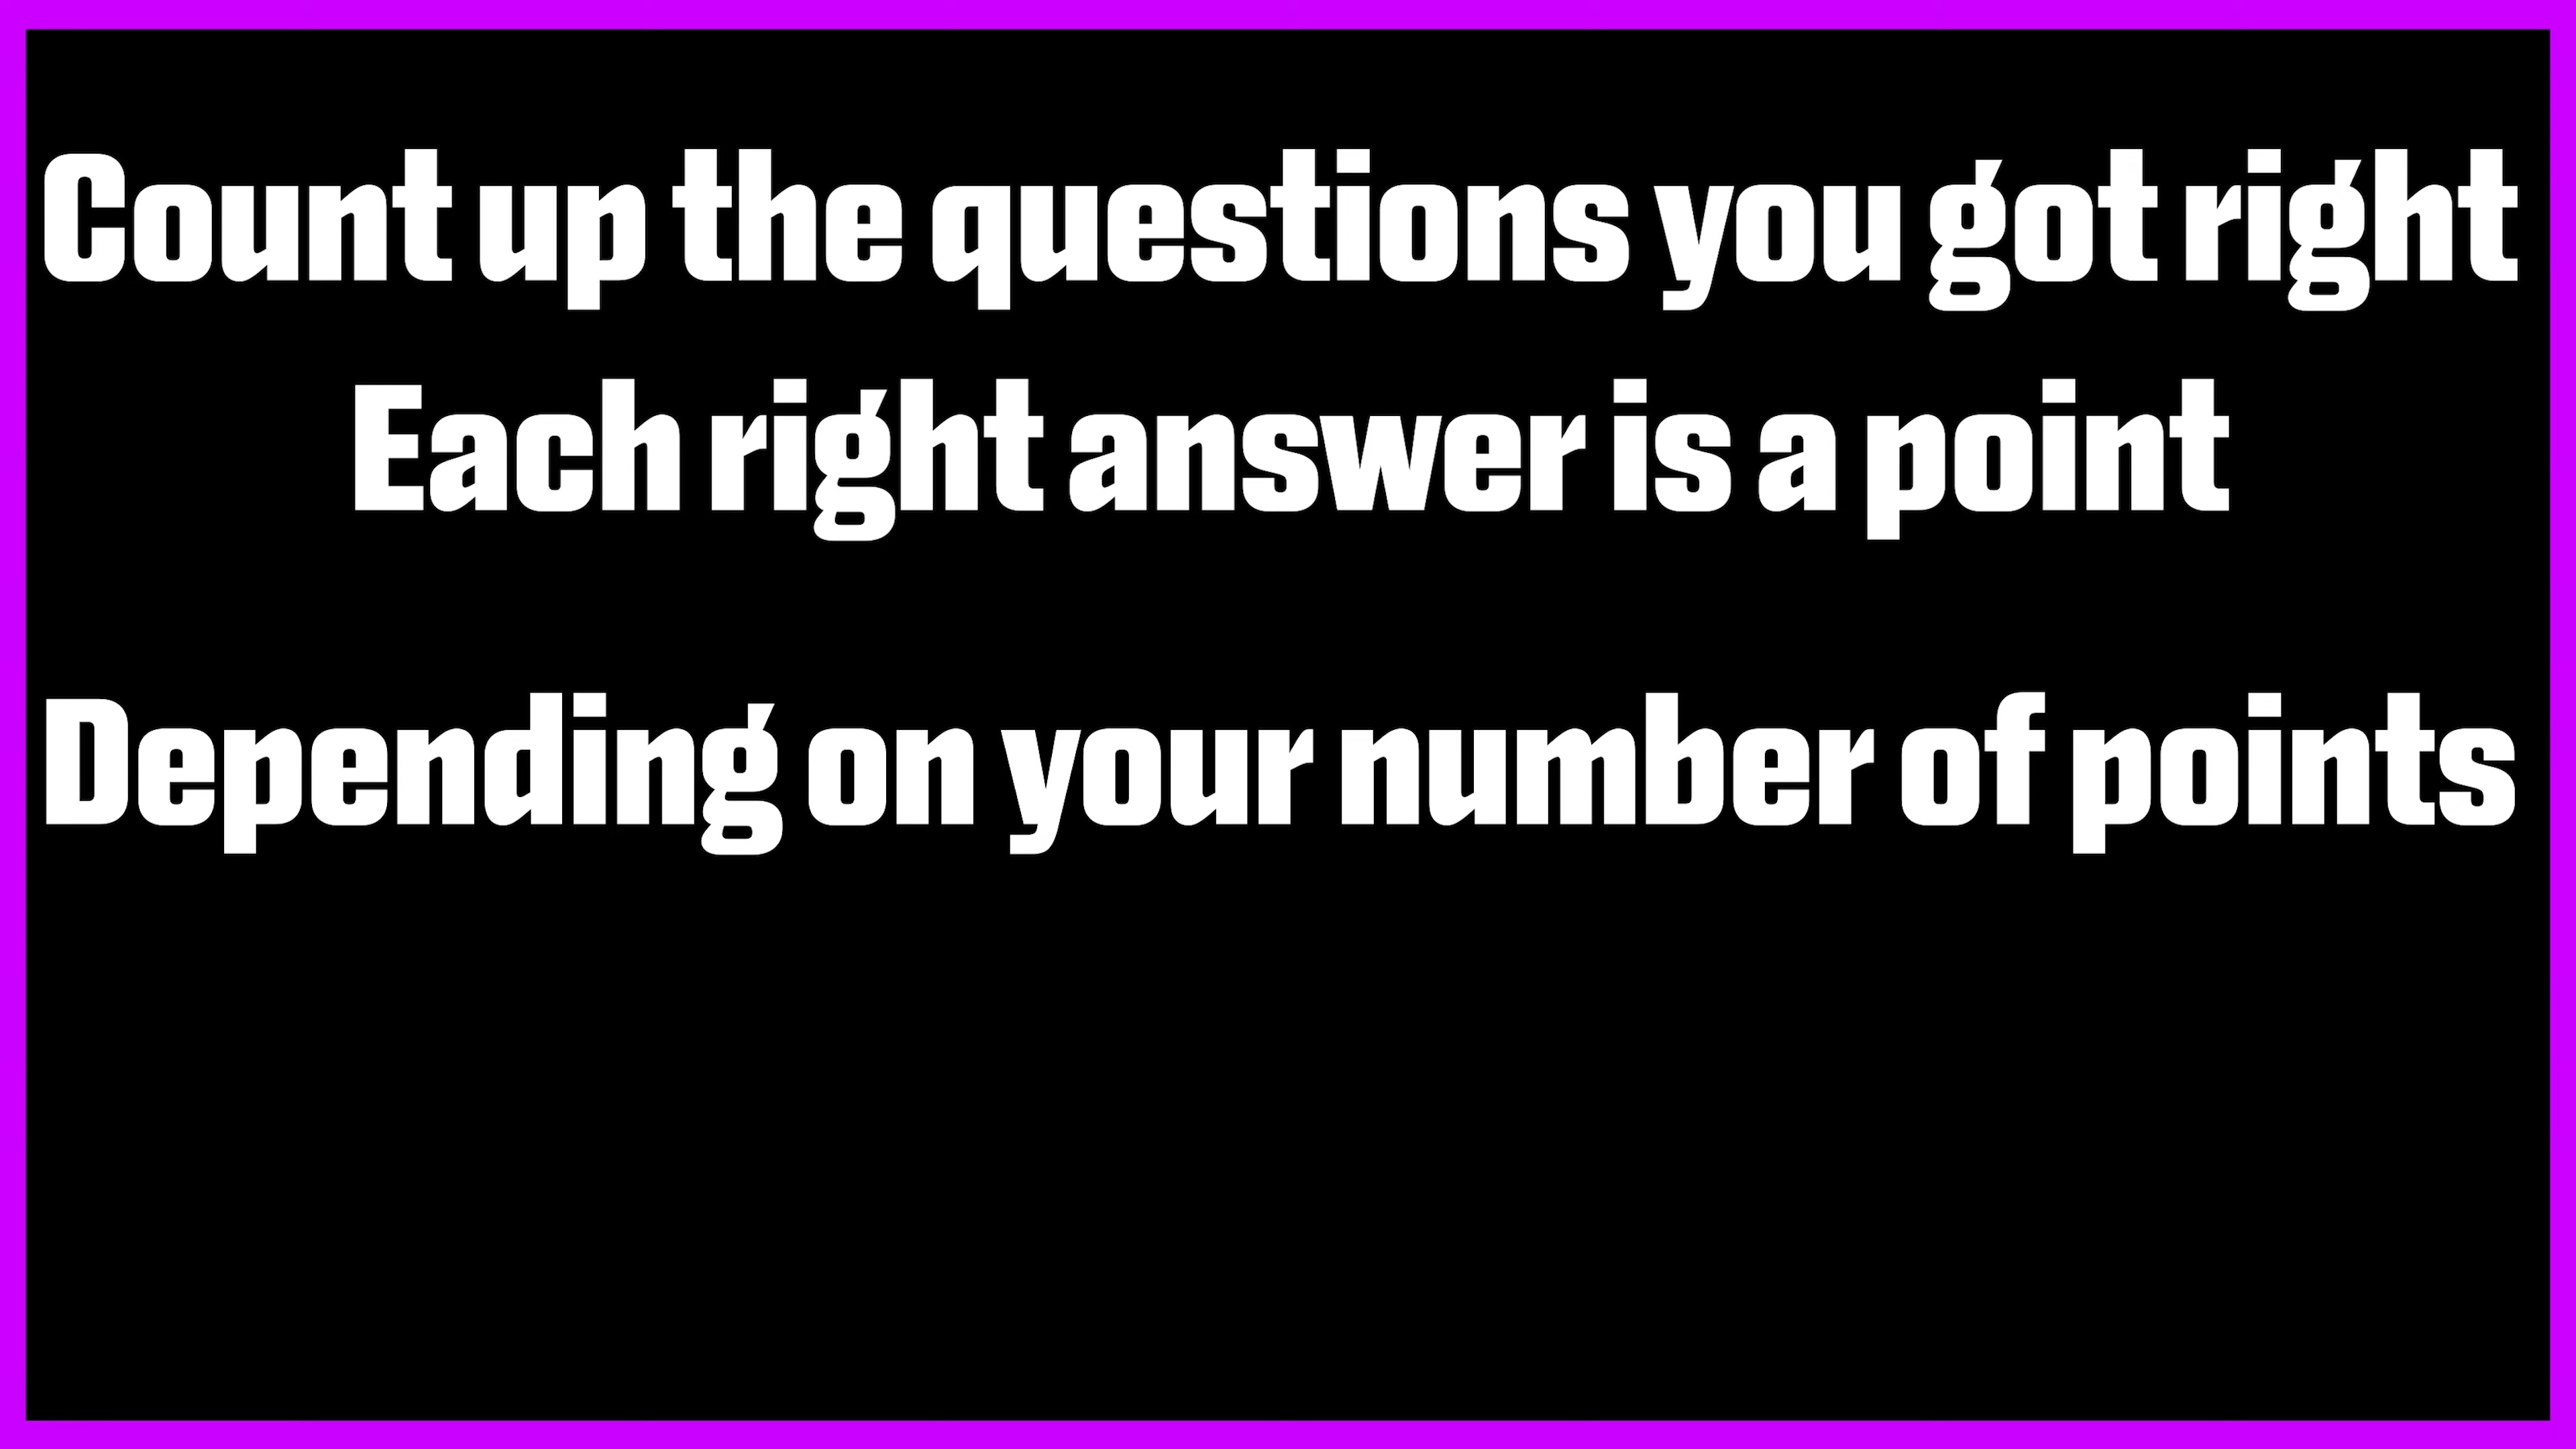 Count up the questions you got right
Each right answer is a point
Depending on your number of points